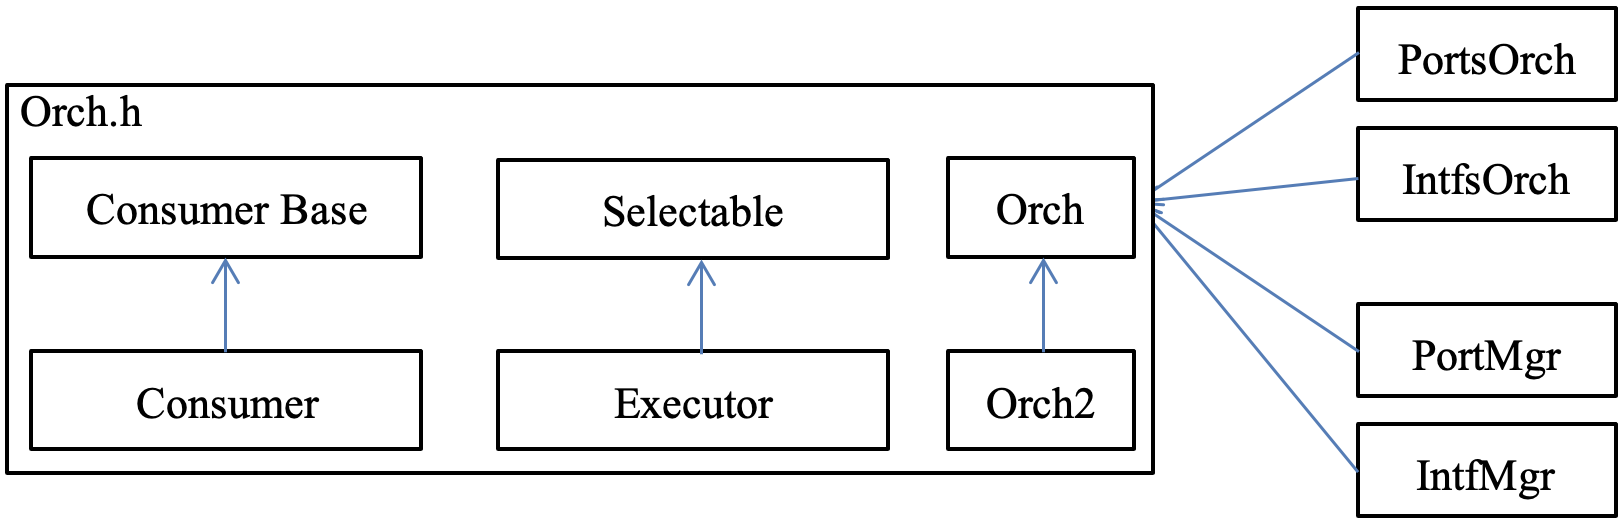 Orch.h
Consumer Base
Selectable
Orch
Consumer
Executor
Orch2
PortsOrch
IntfsOrch
PortMgr
IntfMgr